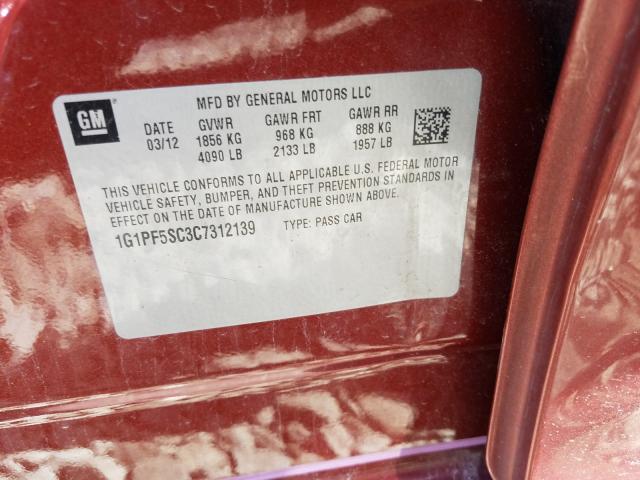 GM
MFD BY GENERAL MOTORS LLC
DATE GVWR GAWR FRT GAWR RR
03/12 1856 KG 968 KG 888 KG
4090 LB 2133 LB 1957 LB
THIS VEHICLE CONFORMS TO ALL APPLICABLE U.S. FEDERAL MOTOR
VEHICLE SAFETY, BUMPER, AND THEFT PREVENTION STANDARDS IN
EFFECT ON THE DATE OF MANUFACTURE SHOWN ABOVE.
1G1PF5SC3C7312139 TYPE: PASS CAR